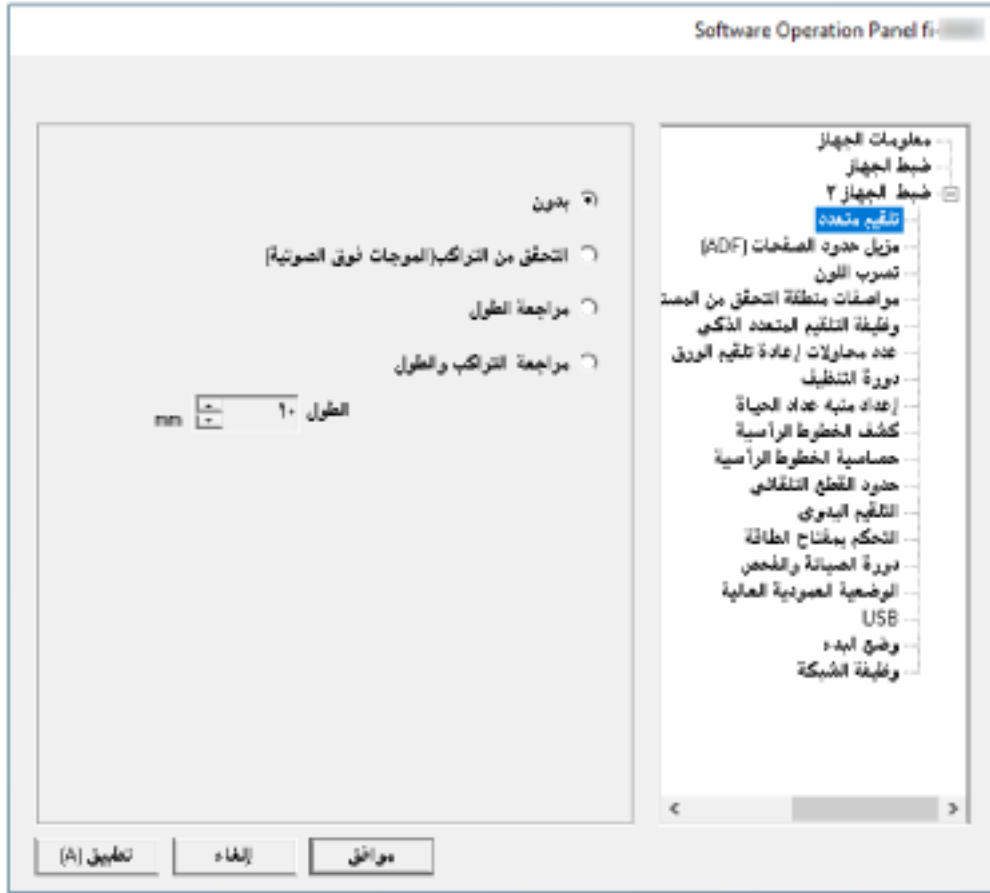 Software Operation Panel fi-
معلومات الجهاز
ضبط الجهاز
ضبط الجهاز ٢
تلقيم متعدد
مزيل حدود الصفحات (ADF)
تسرب اللون
مواصفات منطقة التحقق من المست
وظيفة التلقيم المتعدد الذكي
عدد محاولات إعادة تلقيم الورق
دورة التنظيف
إعداد منبه عداد الحياة
كشف الخطوط الرأسية
حساسية الخطوط الرأسية
حدود القطع التلقائي
التلقيم اليدوي
التحكم بمفتاح الطاقة
دورة الصيانة والفحص
الوضعية العمودية العالية
USB
وضع البدء
وظيفة الشبكة
بدون
التحقق من التراكب(الموجات فوق الصوتية)
مراجعة الطول
مراجعة التراكب والطول
الطول ١٠ mm
موافق
إلغاء
تطبيق (A)